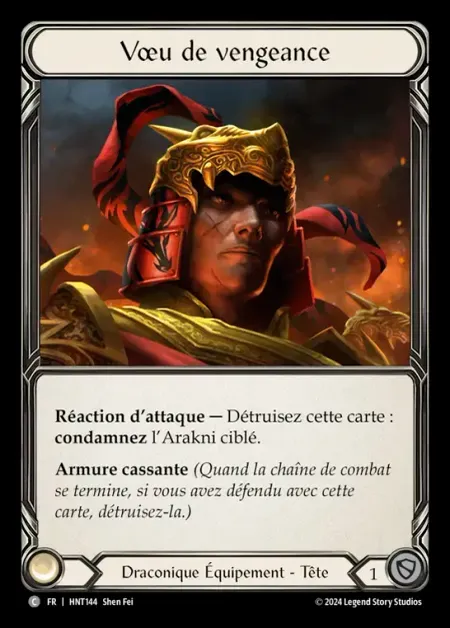 Vœu de vengeance
Réaction d'attaque — Détruisez cette carte :
condamnez l'Arakni ciblé.
Armure cassante (Quand la chaîne de combat
se termine, si vous avez défendu avec cette
carte, détruisez-la.)
Draconique Équipement - Tête
1
C FR | HNT144 Shen Fei
© 2024 Legend Story Studios